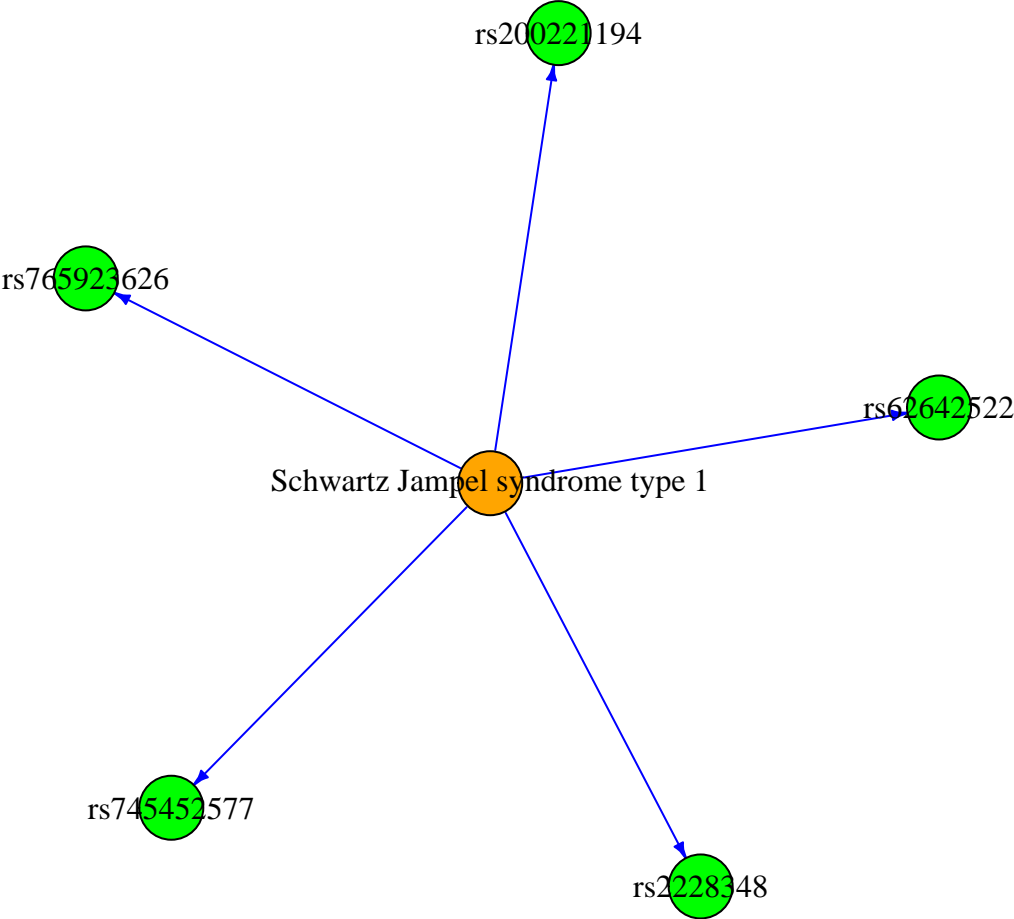 rs200221194
rs765923626
rs62642522
Schwartz Jampel syndrome type 1
rs745452577
rs2228348